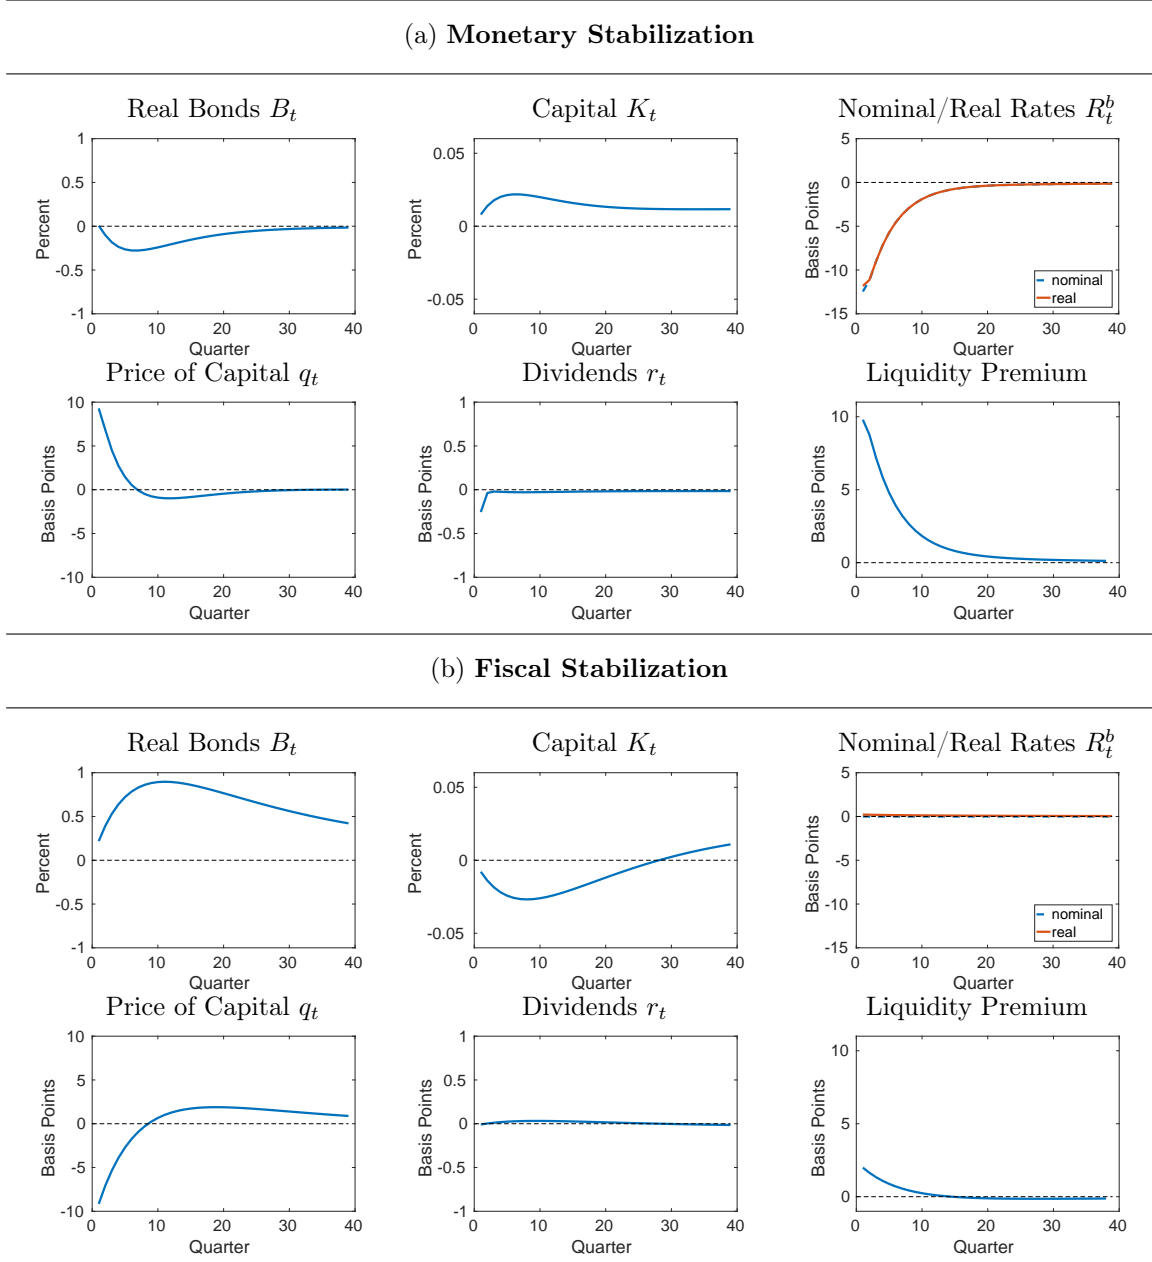 (a) Monetary Stabilization
Real Bonds B_t
Capital K_t
Nominal/Real Rates R_t^b
1
0.5
0
-0.5
-1
Percent
0 10 20 30 40
Quarter
0.05
0
-0.05
Percent
0 10 20 30 40
Quarter
5
0
-5
-10
-15
Basis Points
nominal
real
0 10 20 30 40
Quarter
Price of Capital q_t
Dividends r_t
Liquidity Premium
10
5
0
-5
-10
Basis Points
0 10 20 30 40
Quarter
1
0.5
0
-0.5
-1
Basis Points
0 10 20 30 40
Quarter
10
5
0
Basis Points
0 10 20 30 40
Quarter
(b) Fiscal Stabilization
Real Bonds B_t
Capital K_t
Nominal/Real Rates R_t^b
1
0.5
0
-0.5
-1
Percent
0 10 20 30 40
Quarter
0.05
0
-0.05
Percent
0 10 20 30 40
Quarter
5
0
-5
-10
-15
Basis Points
nominal
real
0 10 20 30 40
Quarter
Price of Capital q_t
Dividends r_t
Liquidity Premium
10
5
0
-5
-10
Basis Points
0 10 20 30 40
Quarter
1
0.5
0
-0.5
-1
Basis Points
0 10 20 30 40
Quarter
10
5
0
Basis Points
0 10 20 30 40
Quarter